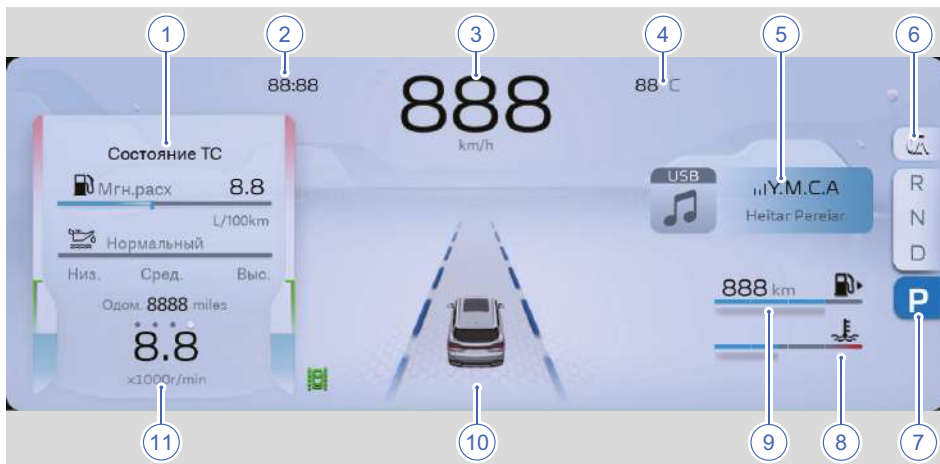 1 2 3 4 5 6
88:88
888
km/h
88°C
Состояние ТС
Мгн.расх 8.8
L/100km
Нормальный
Низ. Сред. Выс.
Одом. 8888 miles
8.8
x1000r/min
USB
Y.M.C.A
Heitar Pereiar
R
N
D
P
888 km
11 10 9 8 7